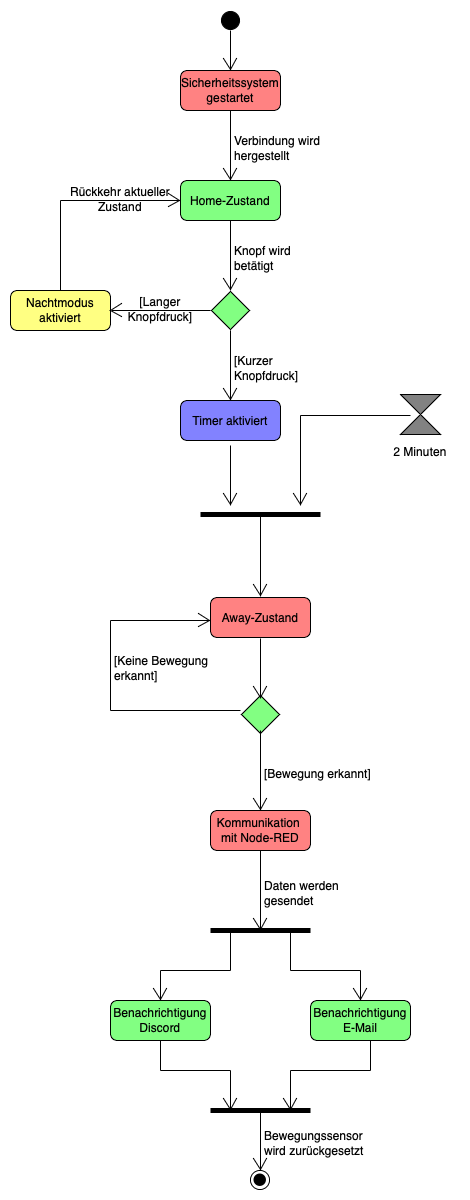 Sicherheitssystem
gestartet
Verbindung wird
hergestellt
Rückkehr aktueller
Zustand
Home-Zustand
Knopf wird
betätigt
Nachtmodus
aktiviert
[Langer
Knopfdruck]
[Kurzer
Knopfdruck]
Timer aktiviert
2 Minuten
Away-Zustand
[Keine Bewegung
erkannt]
[Bewegung erkannt]
Kommunikation
mit Node-RED
Daten werden
gesendet
Benachrichtigung
Discord
Benachrichtigung
E-Mail
Bewegungssensor
wird zurückgesetzt